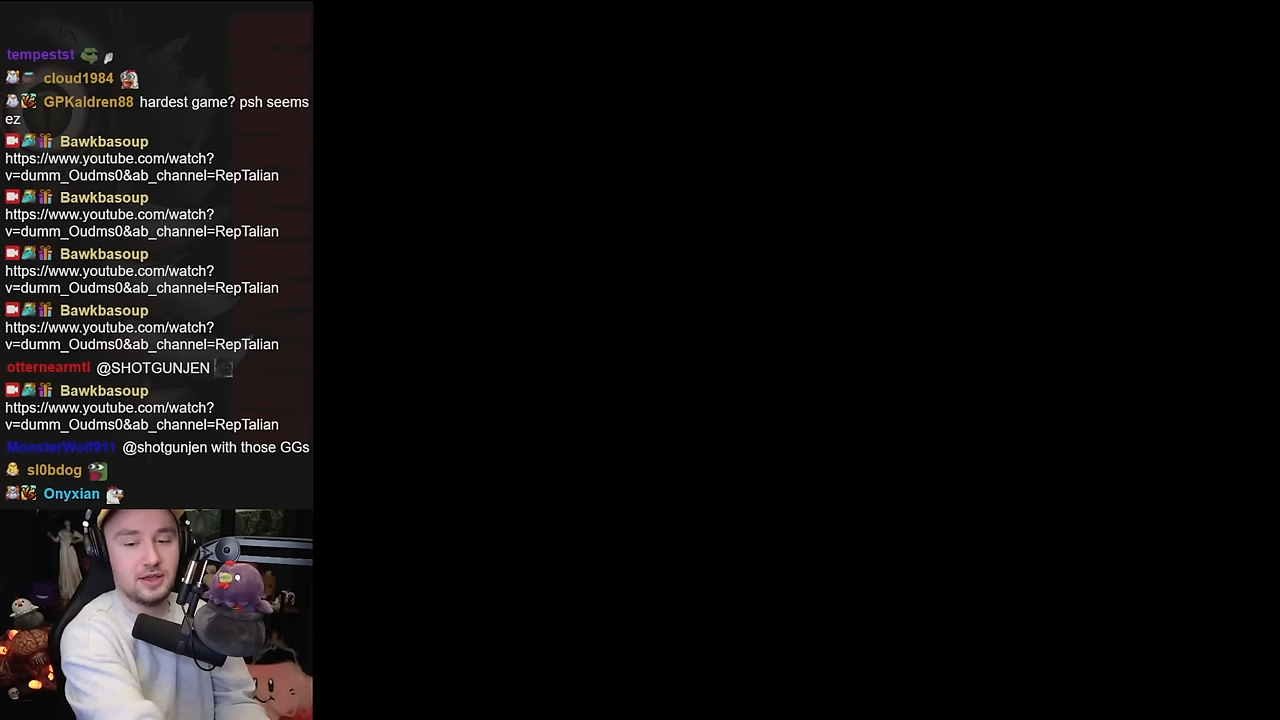 tempestst
cloud1984
GPKaldren88 hardest game? psh seems
ez
Bawkbasoup
https://www.youtube.com/watch?
v=dumm_Oudms0&ab_channel=RepTalian
Bawkbasoup
https://www.youtube.com/watch?
v=dumm_Oudms0&ab_channel=RepTalian
Bawkbasoup
https://www.youtube.com/watch?
v=dumm_Oudms0&ab_channel=RepTalian
Bawkbasoup
https://www.youtube.com/watch?
v=dumm_Oudms0&ab_channel=RepTalian
otternearmtl @SHOTGUNJEN
Bawkbasoup
https://www.youtube.com/watch?
v=dumm_Oudms0&ab_channel=RepTalian
MonsterWolf911 @shotgunjen with those GGs
sl0bdog
Onyxian